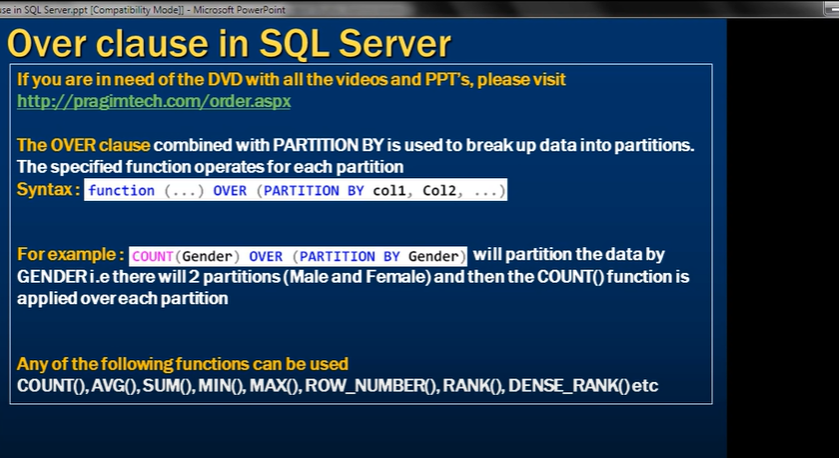 use in SQL Server.ppt [Compatibility Mode]] - Microsoft PowerPoint
Over clause in SQL Server
If you are in need of the DVD with all the videos and PPT's, please visit
http://pragimtech.com/order.aspx
The OVER clause combined with PARTITION BY is used to break up data into partitions.
The specified function operates for each partition
Syntax : function (...) OVER (PARTITION BY col1, Col2, ...)
For example : COUNT(Gender) OVER (PARTITION BY Gender) will partition the data by
GENDER i.e there will 2 partitions (Male and Female) and then the COUNT() function is
applied over each partition
Any of the following functions can be used
COUNT(), AVG(), SUM(), MIN(), MAX(), ROW_NUMBER(), RANK(), DENSE_RANK() etc